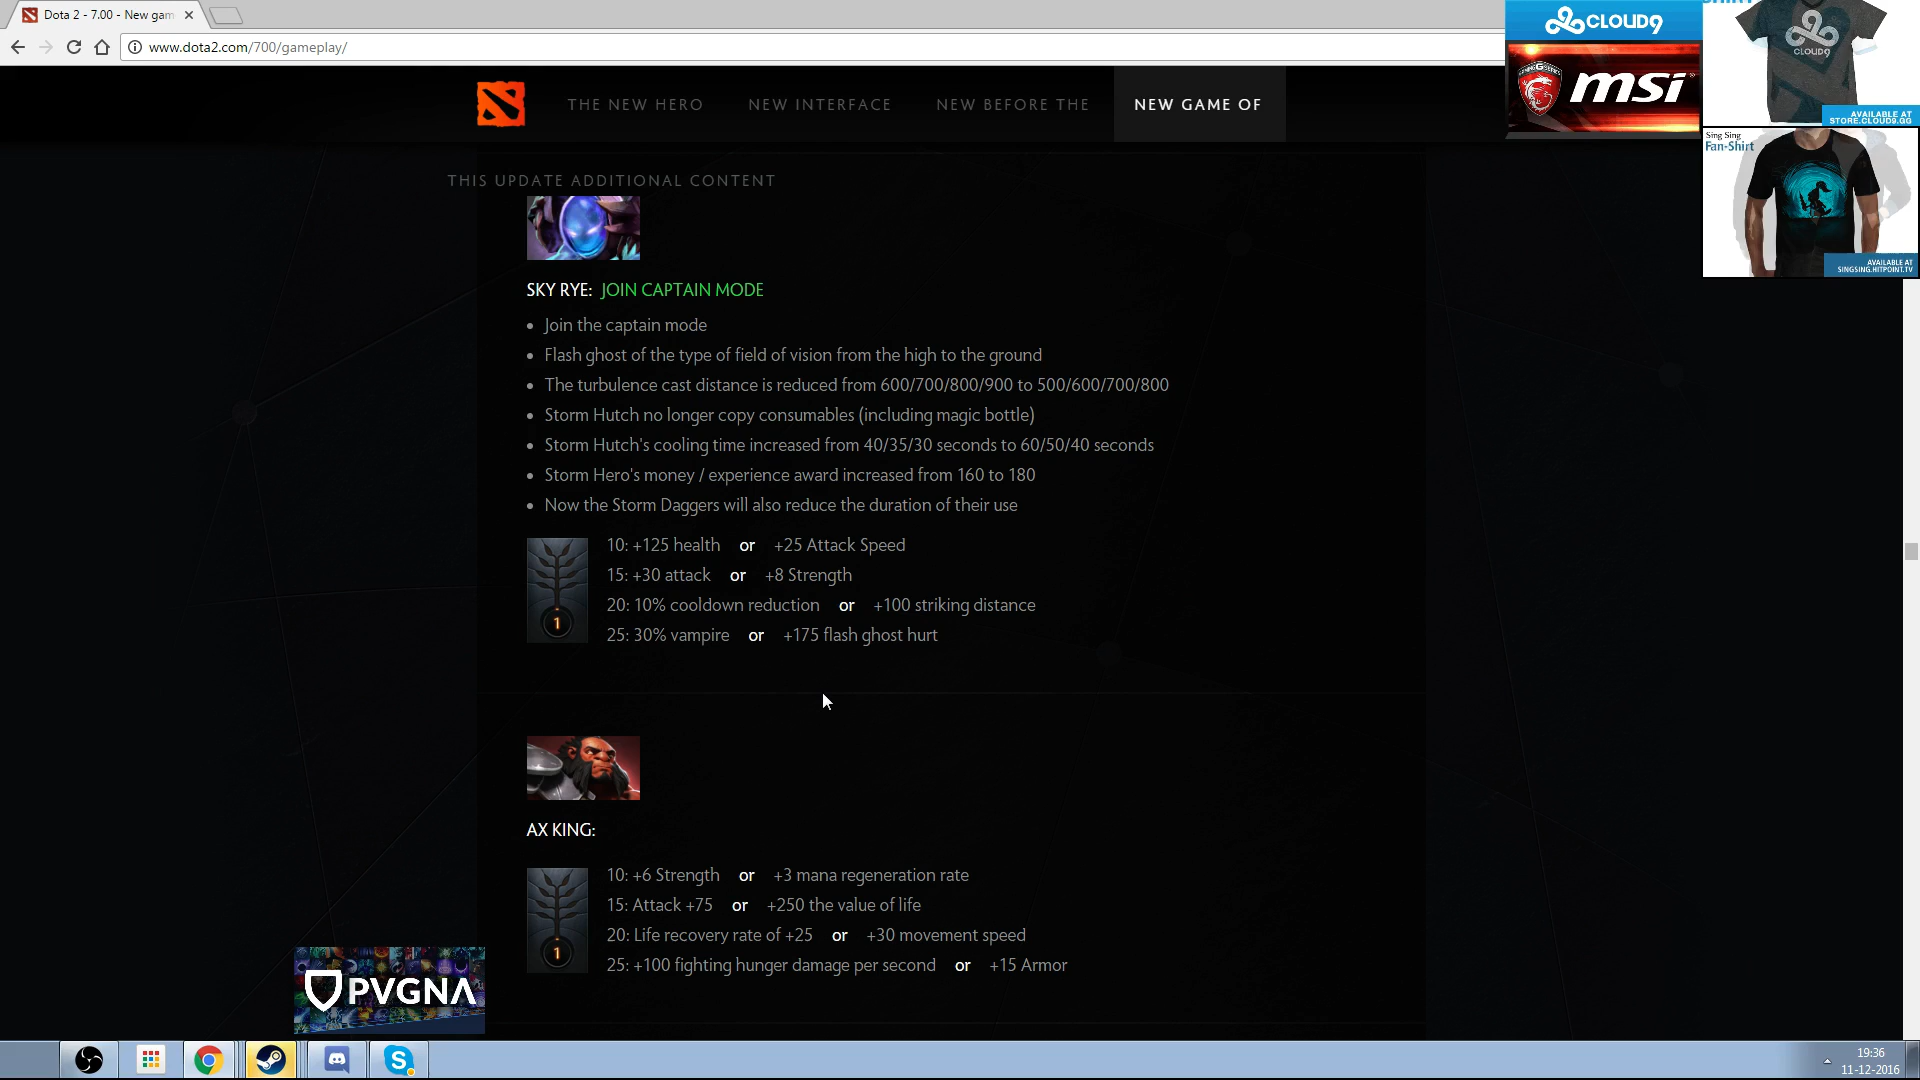 Dota 2 - 7.00 - New gam
www.dota2.com/700/gameplay/
CLOUD9
msi
CLOUD9
AVAILABLE AT
STORE.CLOUD9.GG
Sing Sing
Fan-Shirt
AVAILABLE AT
SINGSING.HITPOINT.TV
THE NEW HERO
NEW INTERFACE
NEW BEFORE THE
NEW GAME OF
THIS UPDATE ADDITIONAL CONTENT
SKY RYE: JOIN CAPTAIN MODE
Join the captain mode
Flash ghost of the type of field of vision from the high to the ground
The turbulence cast distance is reduced from 600/700/800/900 to 500/600/700/800
Storm Hutch no longer copy consumables (including magic bottle)
Storm Hutch's cooling time increased from 40/35/30 seconds to 60/50/40 seconds
Storm Hero's money / experience award increased from 160 to 180
Now the Storm Daggers will also reduce the duration of their use
10: +125 health or +25 Attack Speed
15: +30 attack or +8 Strength
20: 10% cooldown reduction or +100 striking distance
25: 30% vampire or +175 flash ghost hurt
1
AX KING:
10: +6 Strength or +3 mana regeneration rate
15: Attack +75 or +250 the value of life
20: Life recovery rate of +25 or +30 movement speed
25: +100 fighting hunger damage per second or +15 Armor
1
PVGNA
19:36
11-12-2016